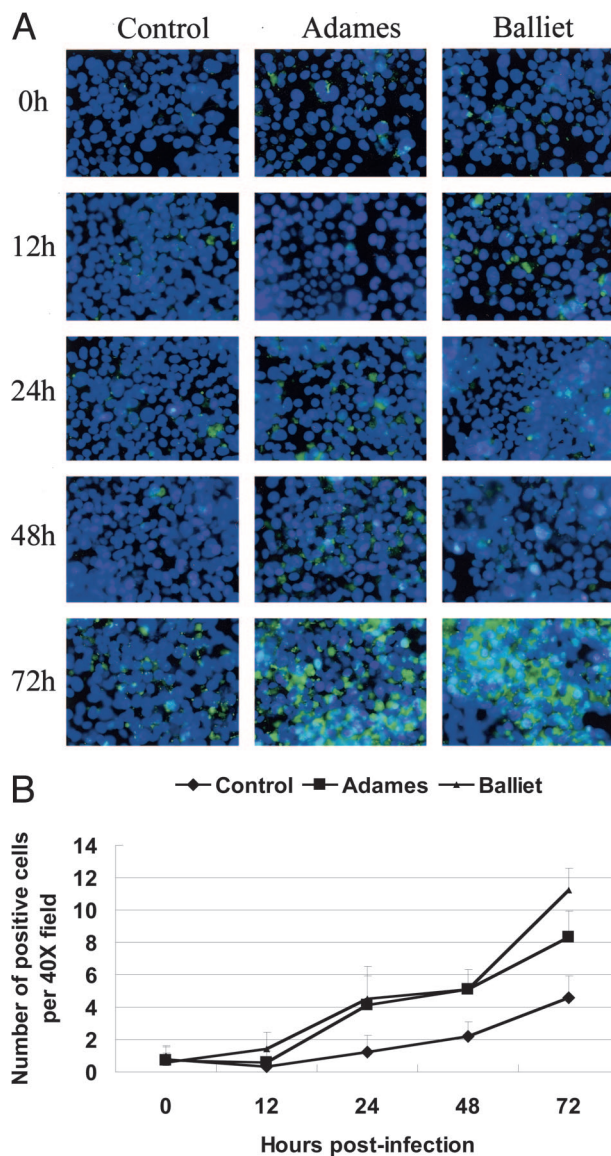 A
Control Adames Balliet
0h
12h
24h
48h
72h
B
Control Adames Balliet
Number of positive cells
per 40X field
14
12
10
8
6
4
2
0
0 12 24 48 72
Hours post-infection